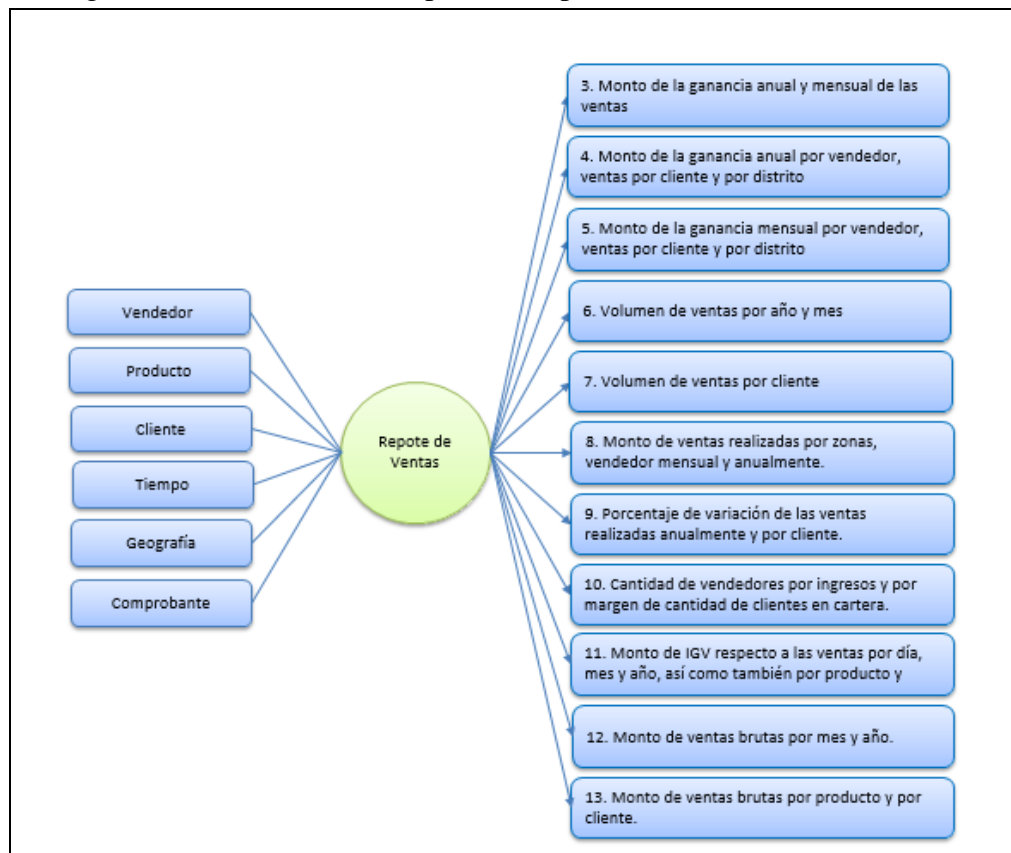 Vendedor
Producto
Cliente
Tiempo
Geografía
Comprobante
Repote de
Ventas
3. Monto de la ganancia anual y mensual de las
ventas
4. Monto de la ganancia anual por vendedor,
ventas por cliente y por distrito
5. Monto de la ganancia mensual por vendedor,
ventas por cliente y por distrito
6. Volumen de ventas por año y mes
7. Volumen de ventas por cliente
8. Monto de ventas realizadas por zonas,
vendedor mensual y anualmente.
9. Porcentaje de variación de las ventas
realizadas anualmente y por cliente.
10. Cantidad de vendedores por ingresos y por
margen de cantidad de clientes en cartera.
11. Monto de IGV respecto a las ventas por día,
mes y año, así como también por producto y
12. Monto de ventas brutas por mes y año.
13. Monto de ventas brutas por producto y por
cliente.